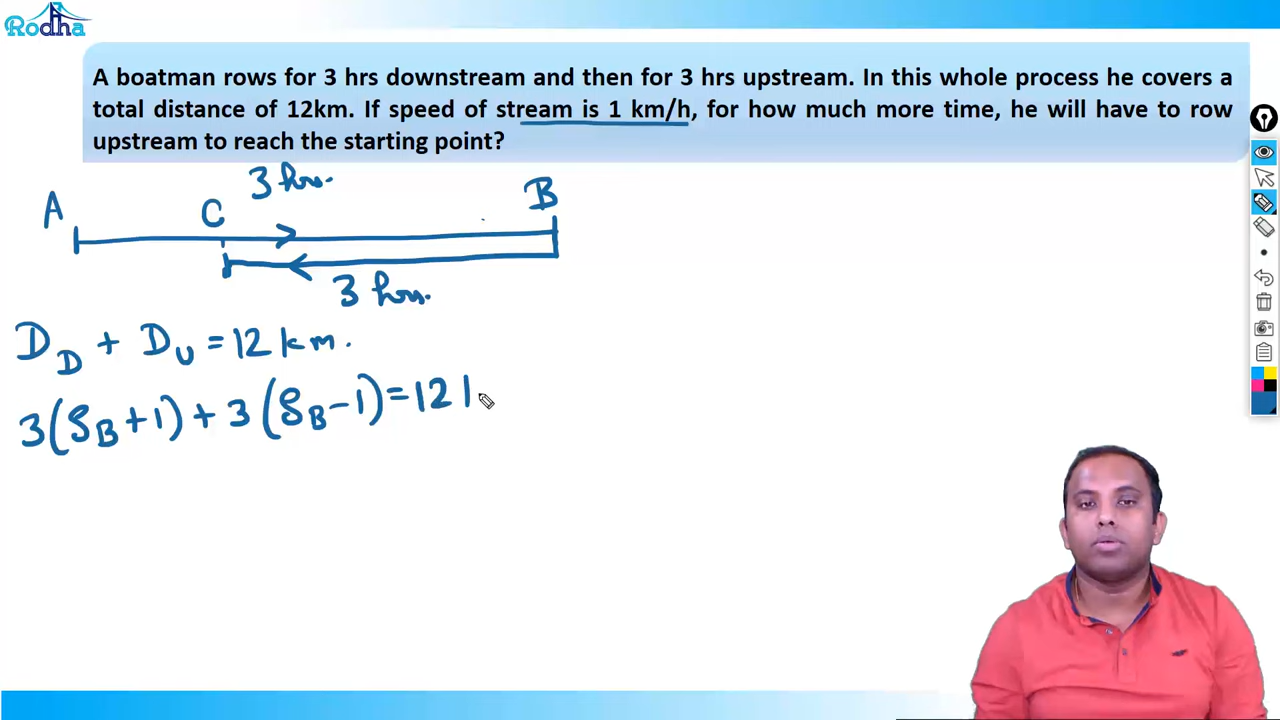 Rodha
A boatman rows for 3 hrs downstream and then for 3 hrs upstream. In this whole process he covers a
total distance of 12km. If speed of stream is 1 km/h, for how much more time, he will have to row
upstream to reach the starting point?
3 hrs.
A C B
3 hrs.
D_D + D_U = 12 km.
3(S_B + 1) + 3(S_B - 1) = 12 |